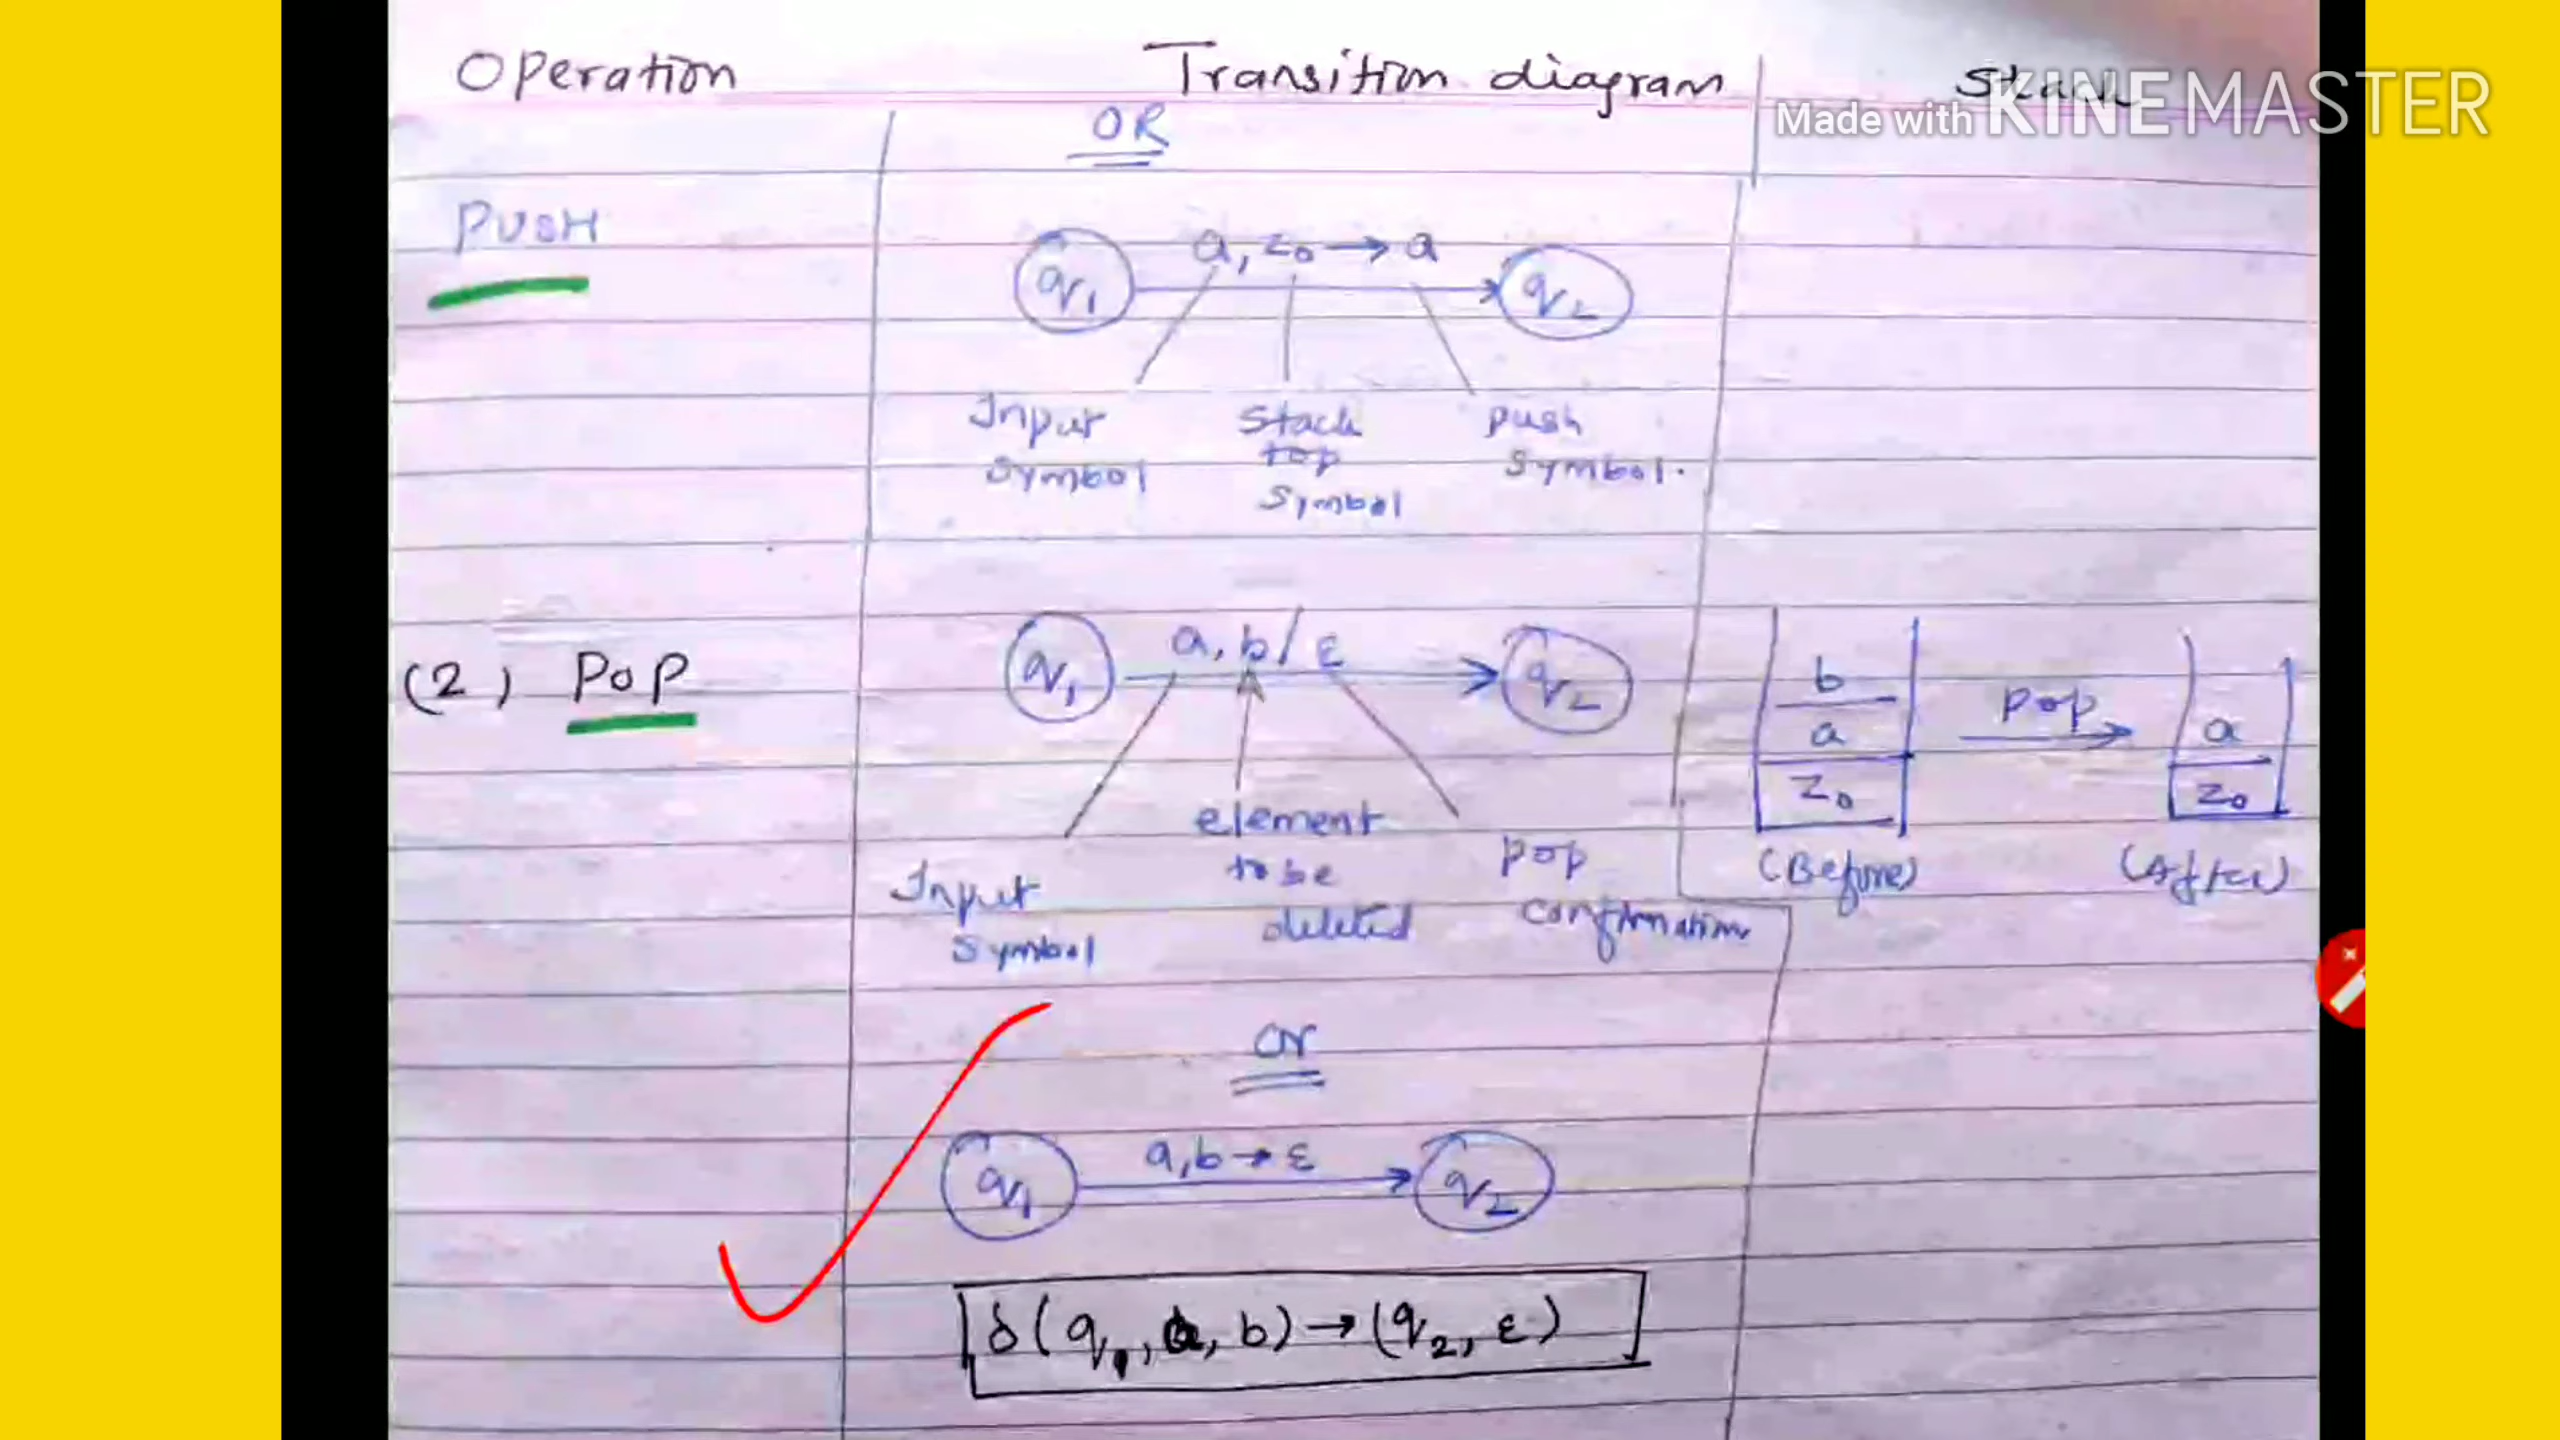 Operation Transition diagram Stack
Made with KINEMASTER
OR
PUSH
a, z₀ → a
q₁ q₂
Input Symbol
Stack top Symbol
push Symbol.
(2) POP
q₁ a, b/ε q₂
Input Symbol
element to be deleted
pop confirmation
b
a
z₀
(Before)
pop
a
z₀
(After)
or
q₁ a,b→ε q₂
δ(q₁, a, b) → (q₂, ε)